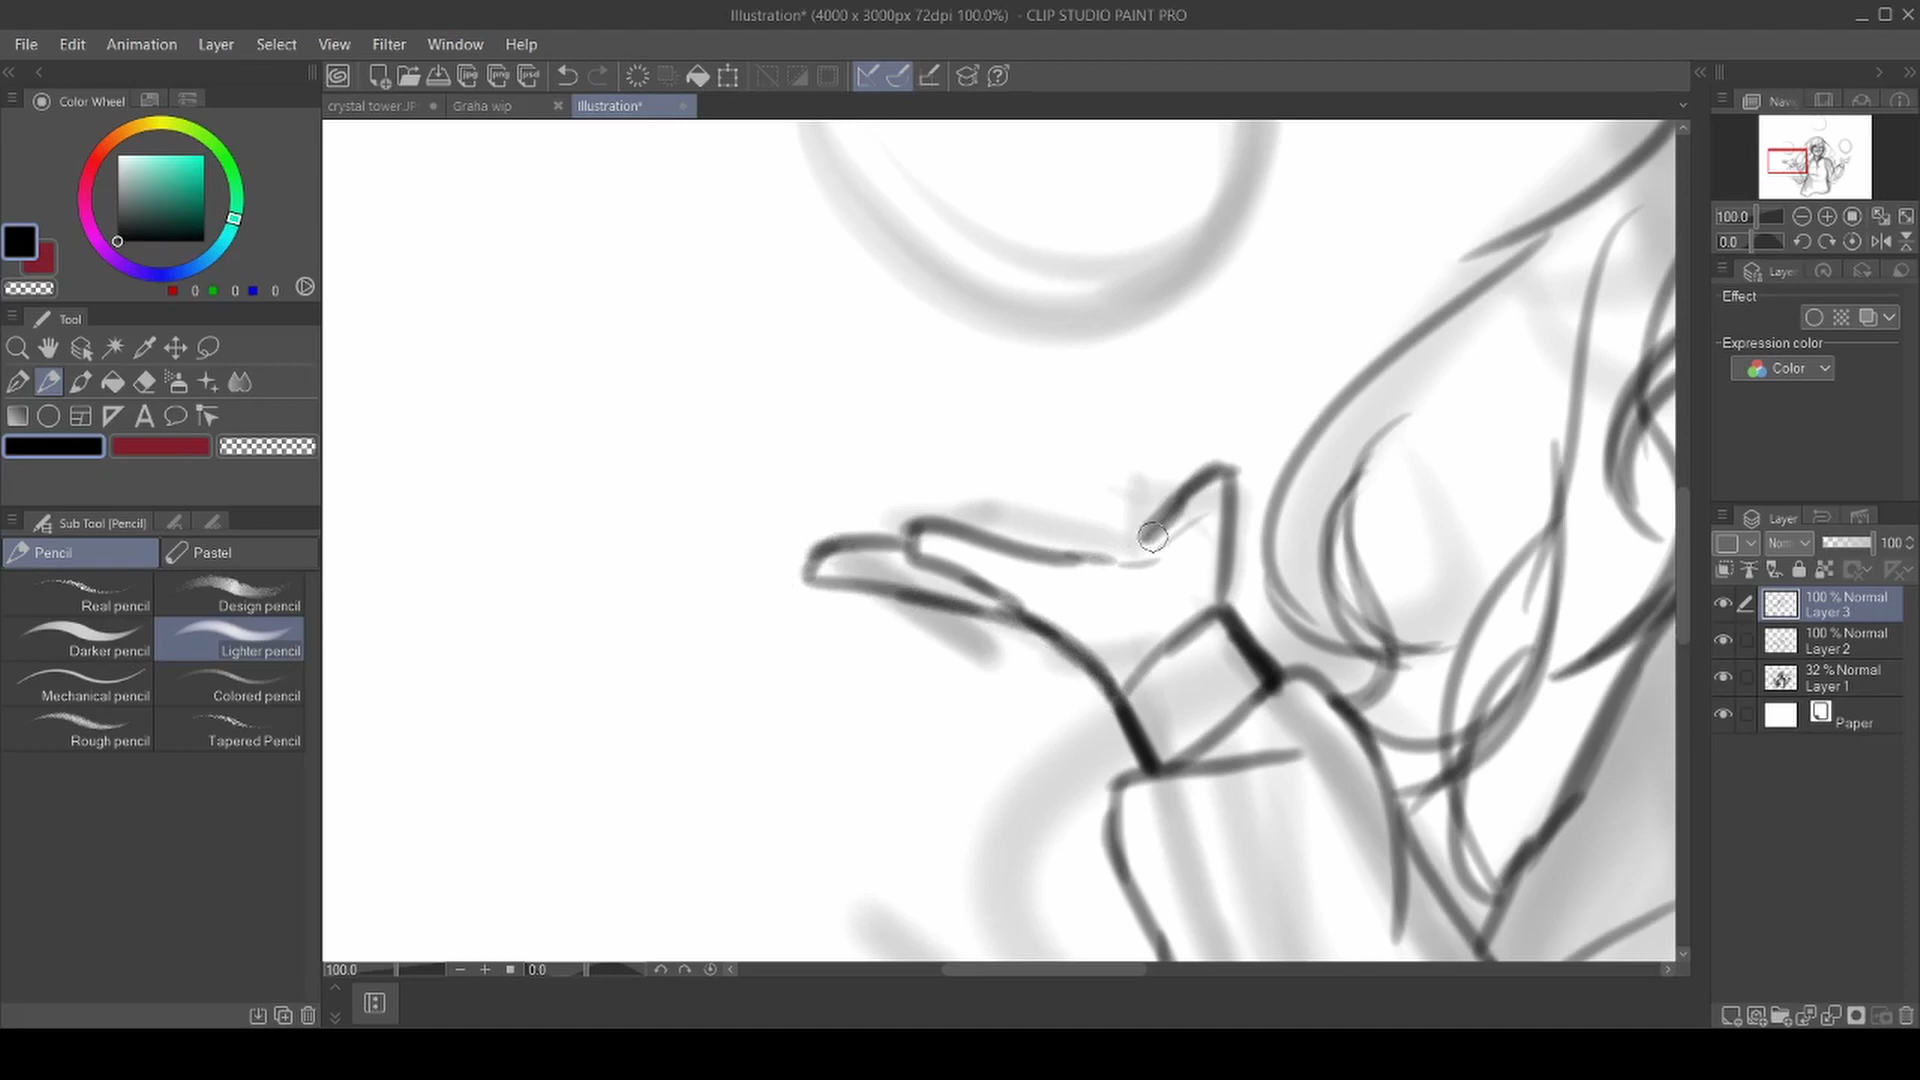 Illustration* (4000 x 3000px 72dpi 100.0%) - CLIP STUDIO PAINT PRO
File Edit Animation Layer Select View Filter Window Help
Color Wheel
crystal tower.JP
Graha wip
Illustration*
Nav
100.0
0.0
0 0 0
Layer
Effect
Expression color
Color
Tool
Sub Tool [Pencil]
Pencil
Pastel
Real pencil
Design pencil
Darker pencil
Lighter pencil
Mechanical pencil
Colored pencil
Rough pencil
Tapered Pencil
Layer
Nom
100
100 % Normal
Layer 3
100 % Normal
Layer 2
32 % Normal
Layer 1
Paper
100.0
0.0